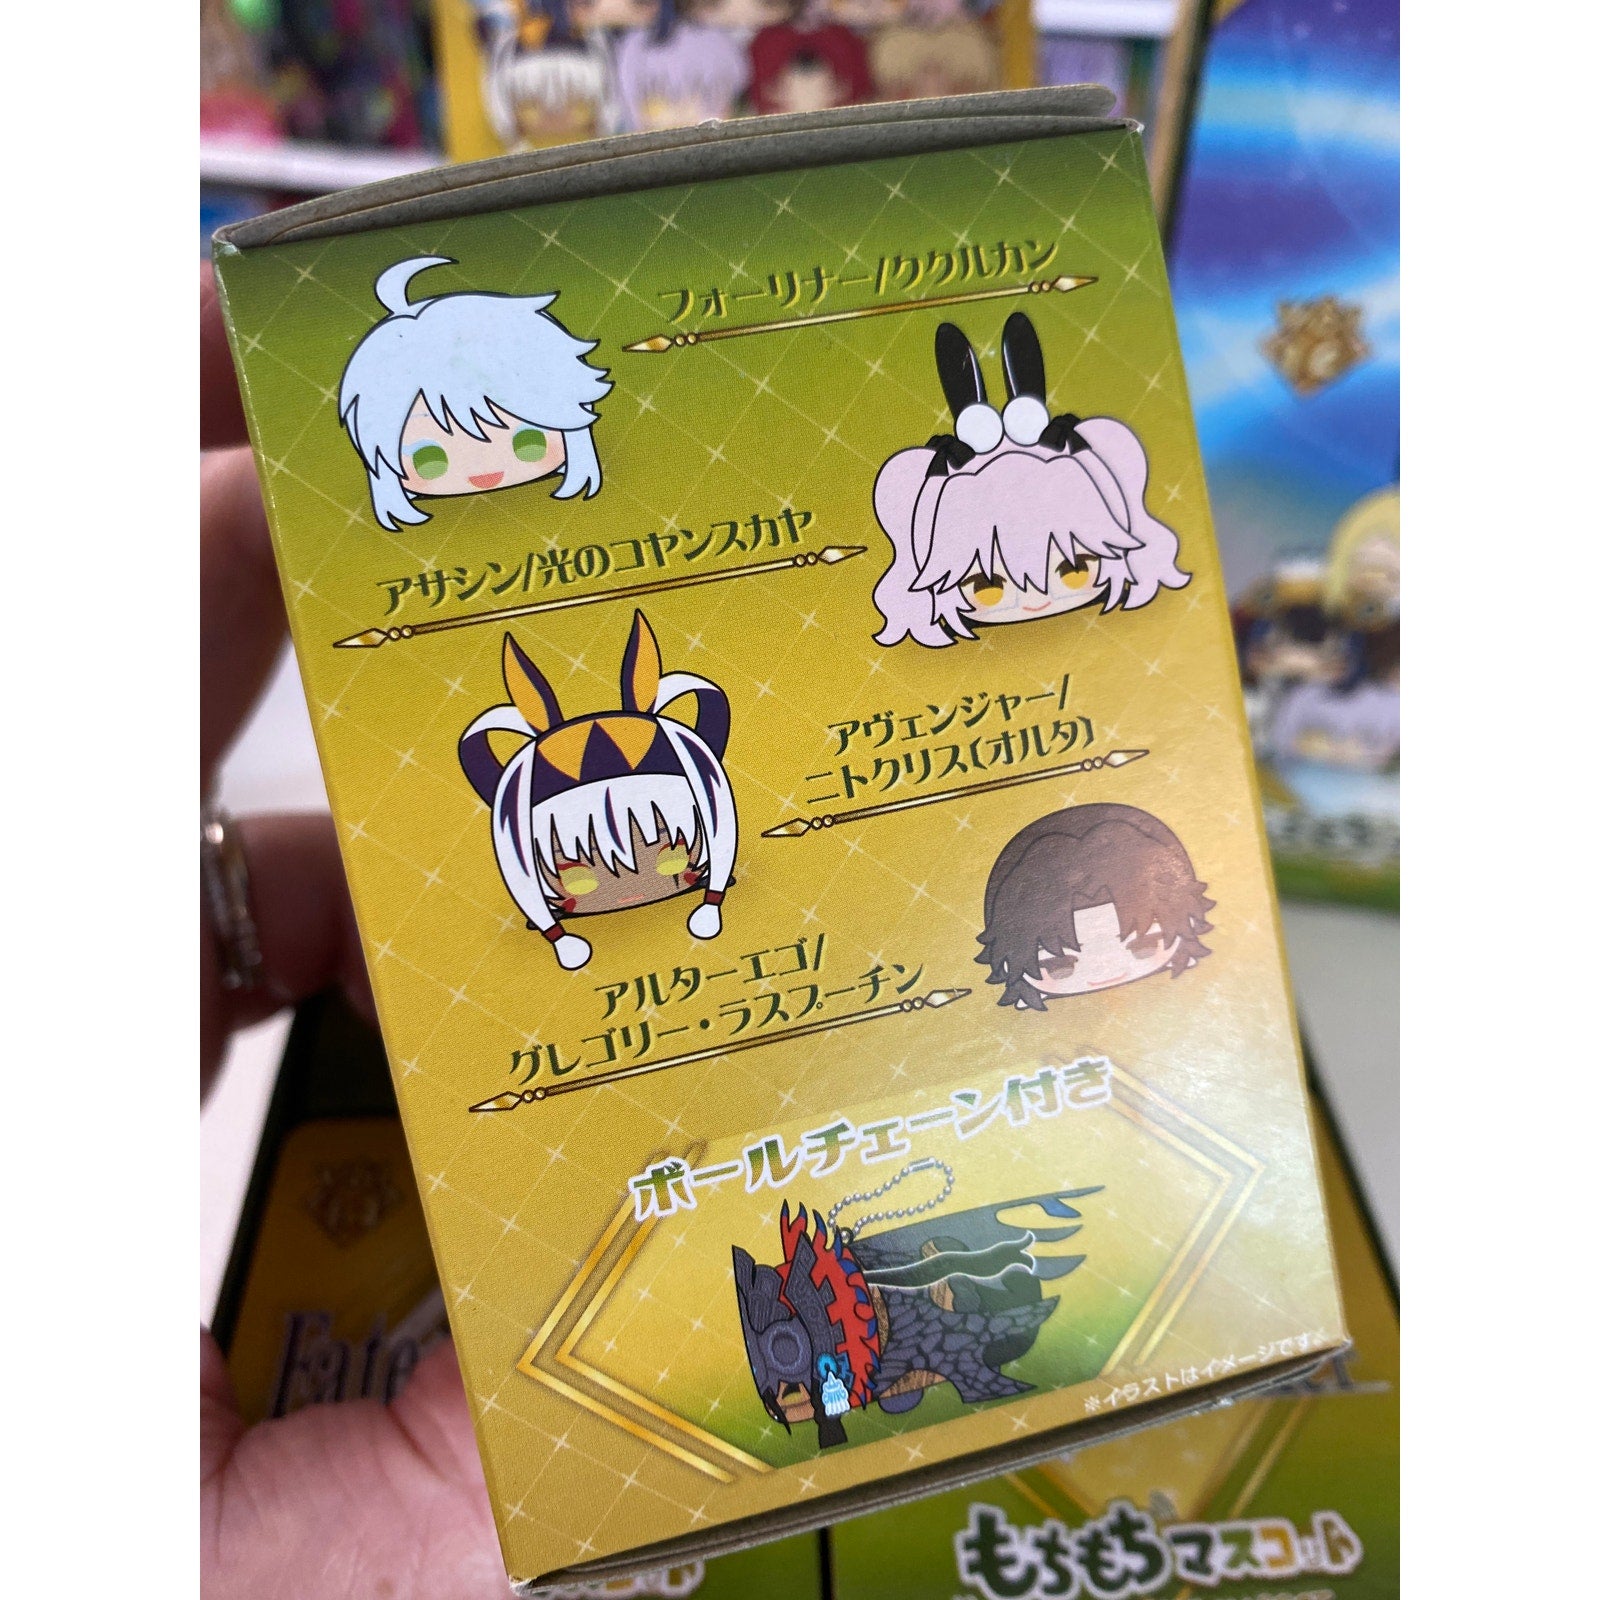 フォーリナー/ククルカン
アサシン/光のコヤンスカヤ
アヴェンジャー/
ニトクリス〔オルタ〕
アルターエゴ/
グレゴリー・ラスプーチン
ボールチェーン付き
※イラストはイメージです。
Fate
もちもちマスコット